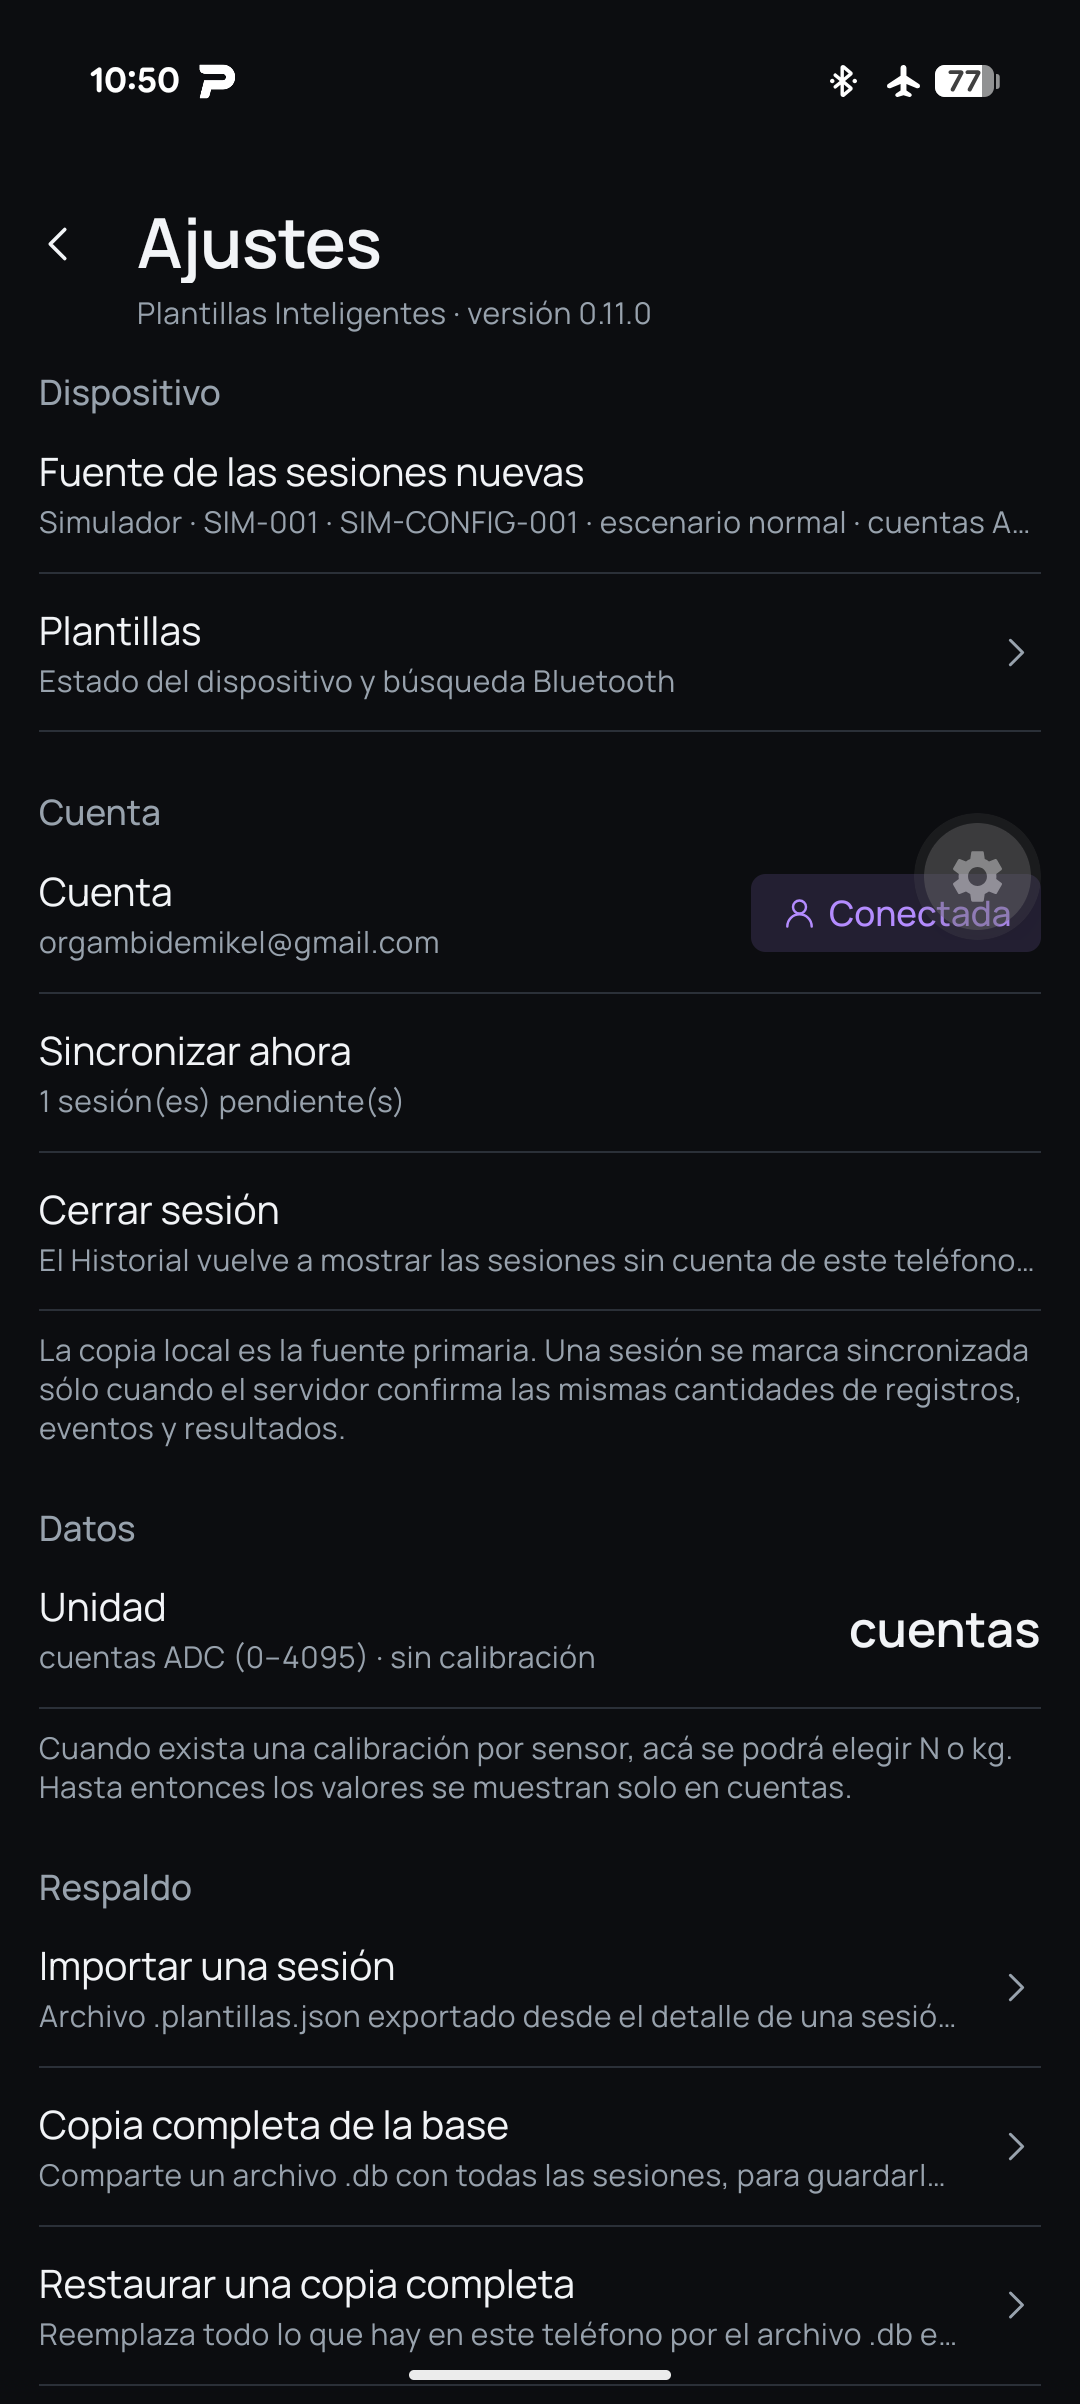 10:50
77
Ajustes
Plantillas Inteligentes · versión 0.11.0
Dispositivo
Fuente de las sesiones nuevas
Simulador · SIM-001 · SIM-CONFIG-001 · escenario normal · cuentas A…
Plantillas
Estado del dispositivo y búsqueda Bluetooth
Cuenta
Cuenta
orgambidemikel@gmail.com
Conectada
Sincronizar ahora
1 sesión(es) pendiente(s)
Cerrar sesión
El Historial vuelve a mostrar las sesiones sin cuenta de este teléfono…
La copia local es la fuente primaria. Una sesión se marca sincronizada
sólo cuando el servidor confirma las mismas cantidades de registros,
eventos y resultados.
Datos
Unidad
cuentas ADC (0–4095) · sin calibración
cuentas
Cuando exista una calibración por sensor, acá se podrá elegir N o kg.
Hasta entonces los valores se muestran solo en cuentas.
Respaldo
Importar una sesión
Archivo .plantillas.json exportado desde el detalle de una sesió…
Copia completa de la base
Comparte un archivo .db con todas las sesiones, para guardarl…
Restaurar una copia completa
Reemplaza todo lo que hay en este teléfono por el archivo .db e…